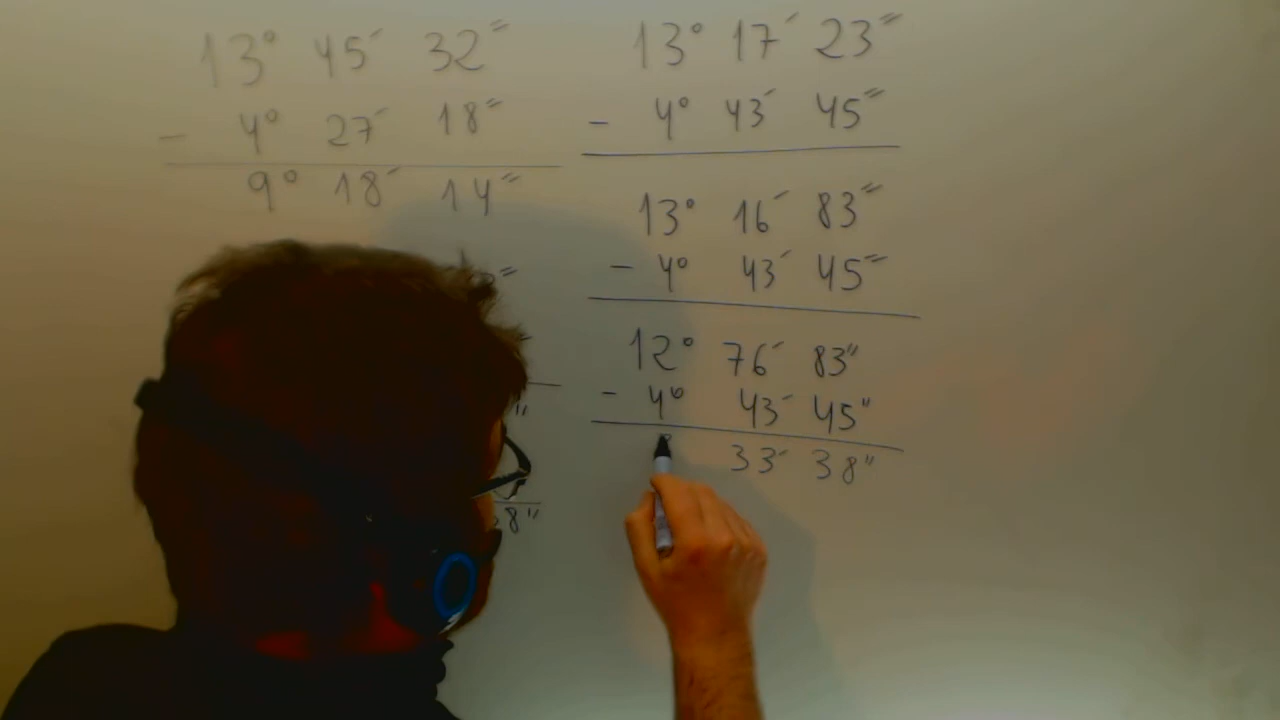 13° 45′ 32″
- 4° 27′ 18″
9° 18′ 14″
8″
13° 17′ 23″
- 4° 43′ 45″
13° 16′ 83″
- 4° 43′ 45″
12° 76′ 83″
- 4° 43′ 45″
33′ 38″